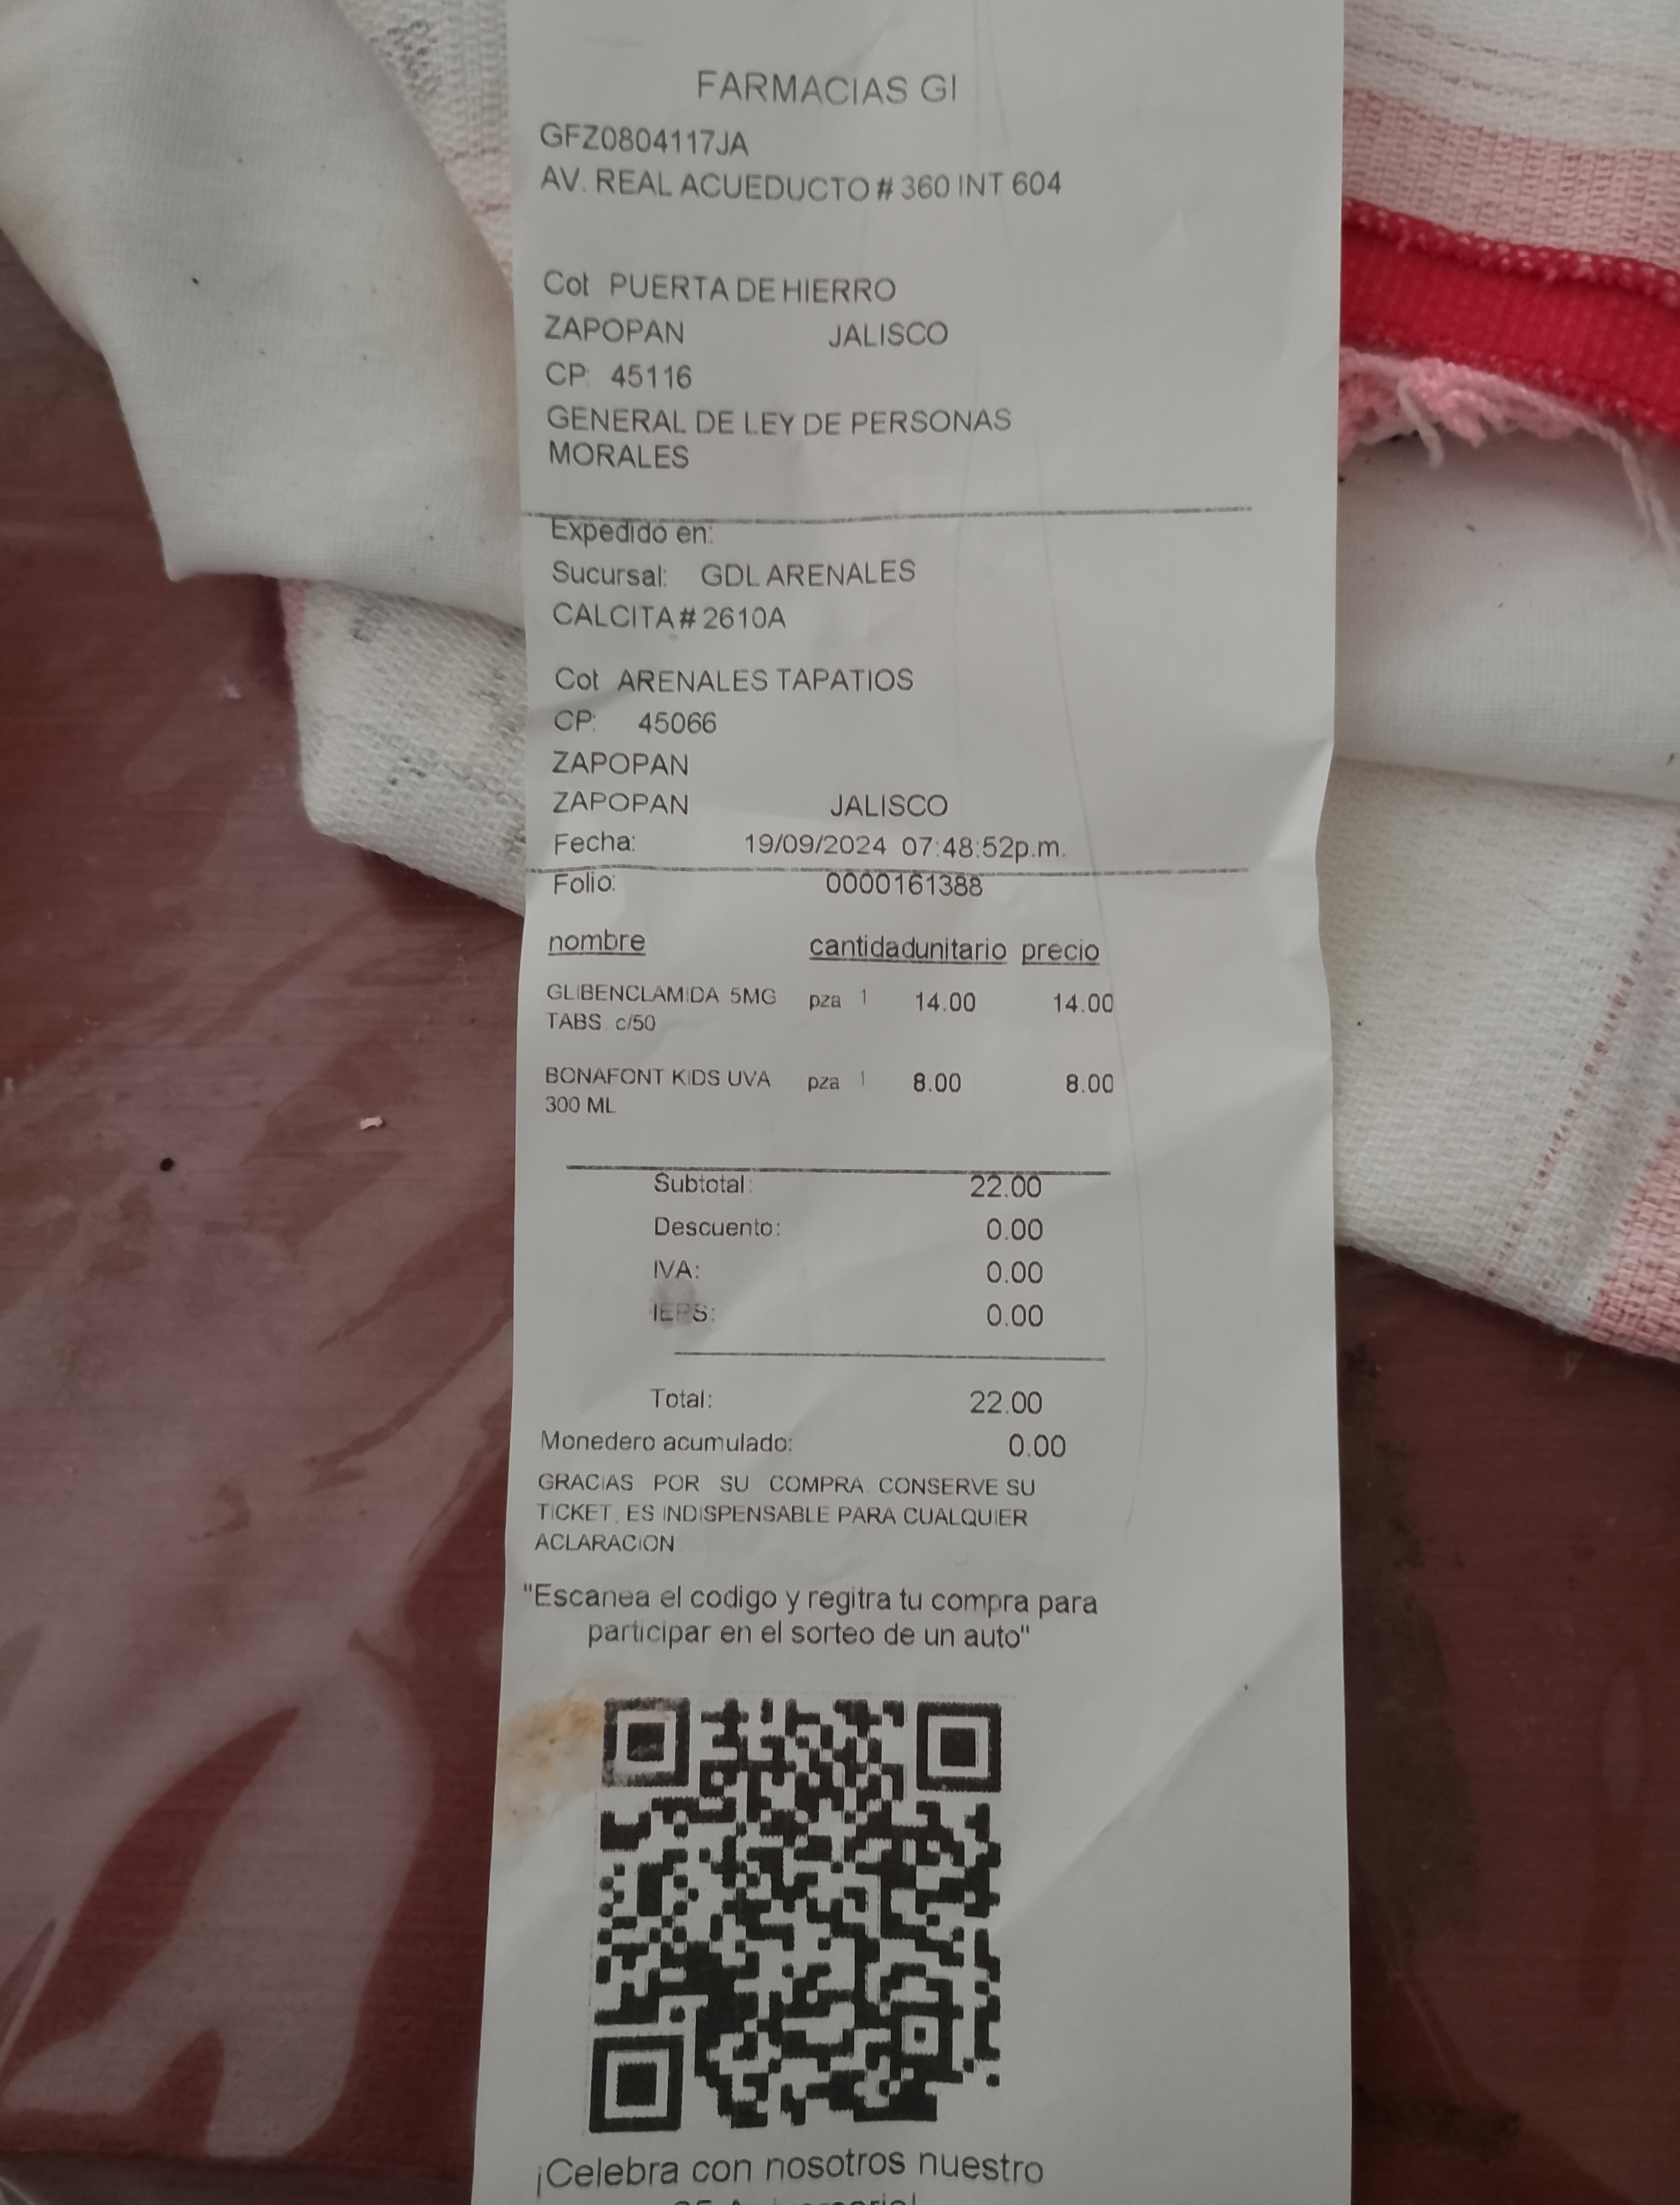 FARMACIAS GI
GFZ0804117JA
AV. REAL ACUEDUCTO # 360 INT 604
Cot PUERTA DE HIERRO
ZAPOPAN JALISCO
CP: 45116
GENERAL DE LEY DE PERSONAS
MORALES
Expedido en:
Sucursal: GDL ARENALES
CALCITA # 2610A
Cot ARENALES TAPATIOS
CP: 45066
ZAPOPAN
ZAPOPAN JALISCO
Fecha: 19/09/2024 07:48:52p.m.
Folio: 0000161388
nombre cantidadunitario precio
GLIBENCLAMIDA 5MG pza 1 14.00 14.00
TABS. c/50
BONAFONT KIDS UVA pza 1 8.00 8.00
300 ML
Subtotal: 22.00
Descuento: 0.00
IVA: 0.00
IEPS: 0.00
Total: 22.00
Monedero acumulado: 0.00
GRACIAS POR SU COMPRA. CONSERVE SU
TICKET, ES INDISPENSABLE PARA CUALQUIER
ACLARACION
"Escanea el codigo y regitra tu compra para
participar en el sorteo de un auto"
¡Celebra con nosotros nuestro